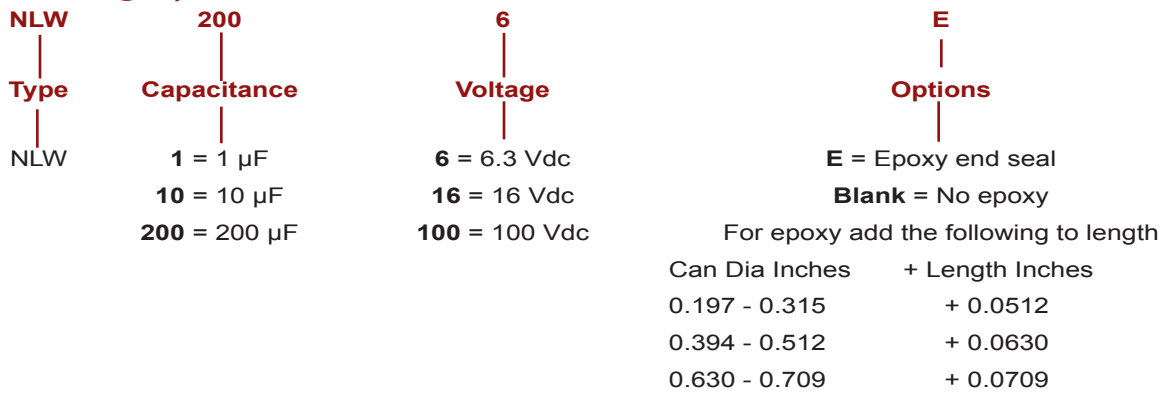 NLW 200 6 E
Type Capacitance Voltage Options
NLW 1 = 1 µF 6 = 6.3 Vdc E = Epoxy end seal
10 = 10 µF 16 = 16 Vdc Blank = No epoxy
200 = 200 µF 100 = 100 Vdc For epoxy add the following to length
Can Dia Inches + Length Inches
0.197 - 0.315 + 0.0512
0.394 - 0.512 + 0.0630
0.630 - 0.709 + 0.0709